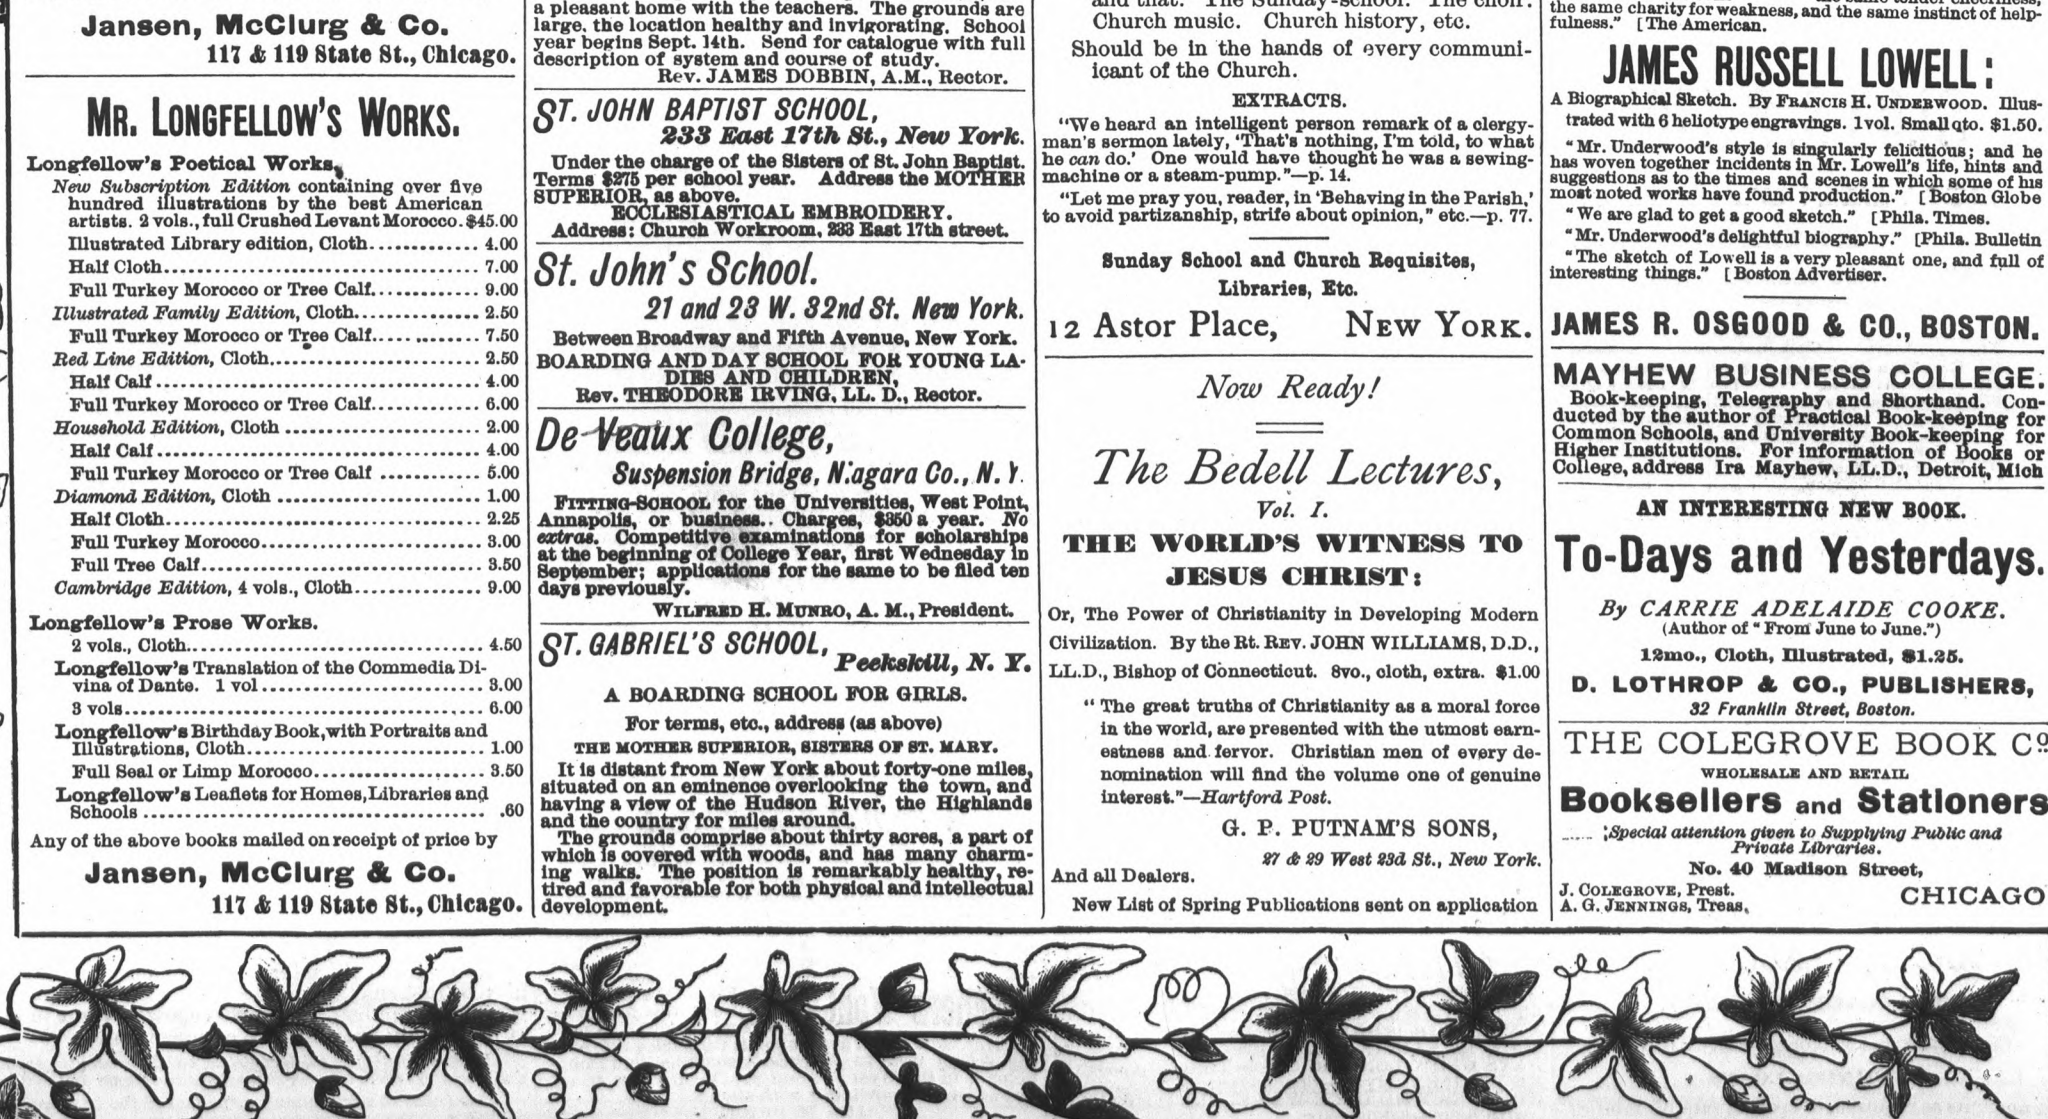 Jansen, McClurg & Co.
117 & 119 State St., Chicago.
MR. LONGFELLOW'S WORKS.
Longfellow's Poetical Works,
New Subscription Edition containing over five
hundred illustrations by the best American
artists. 2 vols., full Crushed Levant Morocco. $45.00
Illustrated Library edition, Cloth............... 4.00
Half Cloth........................................ 7.00
Full Turkey Morocco or Tree Calf.............. 9.00
Illustrated Family Edition, Cloth............... 2.50
Full Turkey Morocco or Tree Calf..... ........ 7.50
Red Line Edition, Cloth.......................... 2.50
Half Calf.......................................... 4.00
Full Turkey Morocco or Tree Calf.............. 6.00
Household Edition, Cloth ........................ 2.00
Half Calf.......................................... 4.00
Full Turkey Morocco or Tree Calf ............. 5.00
Diamond Edition, Cloth .......................... 1.00
Half Cloth........................................ 2.25
Full Turkey Morocco............................ 3.00
Full Tree Calf.................................... 3.50
Cambridge Edition, 4 vols., Cloth................ 9.00
Longfellow's Prose Works.
2 vols., Cloth...................................... 4.50
Longfellow's Translation of the Commedia Di-
vina of Dante. 1 vol............................ 3.00
3 vols.............................................. 6.00
Longfellow's Birthday Book, with Portraits and
Illustrations, Cloth.............................. 1.00
Full Seal or Limp Morocco...................... 3.50
Longfellow's Leaflets for Homes, Libraries and
Schools ............................................ .60
Any of the above books mailed on receipt of price by
Jansen, McClurg & Co.
117 & 119 State St., Chicago.
a pleasant home with the teachers. The grounds are
large, the location healthy and invigorating. School
year begins Sept. 14th. Send for catalogue with full
description of system and course of study.
Rev. JAMES DOBBIN, A.M., Rector.
ST. JOHN BAPTIST SCHOOL,
233 East 17th St., New York.
Under the charge of the Sisters of St. John Baptist.
Terms $275 per school year. Address the MOTHER
SUPERIOR, as above.
ECCLESIASTICAL EMBROIDERY.
Address: Church Workroom, 233 East 17th street.
St. John's School.
21 and 23 W. 32nd St. New York.
Between Broadway and Fifth Avenue, New York.
BOARDING AND DAY SCHOOL FOR YOUNG LA-
DIES AND CHILDREN,
Rev. THEODORE IRVING, LL. D., Rector.
De Veaux College,
Suspension Bridge, Niagara Co., N. Y.
FITTING-SCHOOL for the Universities, West Point,
Annapolis, or business.. Charges, $350 a year. No
extras. Competitive examinations for scholarships
at the beginning of College Year, first Wednesday in
September; applications for the same to be filed ten
days previously.
WILFRED H. MUNRO, A. M., President.
ST. GABRIEL'S SCHOOL,
Peekskill, N. Y.
A BOARDING SCHOOL FOR GIRLS.
For terms, etc., address (as above)
THE MOTHER SUPERIOR, SISTERS OF ST. MARY.
It is distant from New York about forty-one miles,
situated on an eminence overlooking the town, and
having a view of the Hudson River, the Highlands
and the country for miles around.
The grounds comprise about thirty acres, a part of
which is covered with woods, and has many charm-
ing walks. The position is remarkably healthy, re-
tired and favorable for both physical and intellectual
development.
and that. The Sunday-school. The choir.
Church music. Church history, etc.
Should be in the hands of every communi-
icant of the Church.
EXTRACTS.
"We heard an intelligent person remark of a clergy-
man's sermon lately, 'That's nothing, I'm told, to what
he can do.' One would have thought he was a sewing-
machine or a steam-pump."—p. 14.
"Let me pray you, reader, in 'Behaving in the Parish,'
to avoid partizanship, strife about opinion," etc.—p. 77.
Sunday School and Church Requisites,
Libraries, Etc.
12 Astor Place, NEW YORK.
Now Ready!
The Bedell Lectures,
Vol. I.
THE WORLD'S WITNESS TO
JESUS CHRIST:
Or, The Power of Christianity in Developing Modern
Civilization. By the Rt. REV. JOHN WILLIAMS, D.D.,
LL.D., Bishop of Connecticut. 8vo., cloth, extra. $1.00
"The great truths of Christianity as a moral force
in the world, are presented with the utmost earn-
estness and fervor. Christian men of every de-
nomination will find the volume one of genuine
interest."—Hartford Post.
G. P. PUTNAM'S SONS,
27 & 29 West 23d St., New York.
And all Dealers.
New List of Spring Publications sent on application
the same charity for weakness, and the same instinct of help-
fulness." [The American.
JAMES RUSSELL LOWELL:
A Biographical Sketch. By FRANCIS H. UNDERWOOD. Illus-
trated with 6 heliotype engravings. 1 vol. Small qto. $1.50.
"Mr. Underwood's style is singularly felicitious; and he
has woven together incidents in Mr. Lowell's life, hints and
suggestions as to the times and scenes in which some of his
most noted works have found production." [Boston Globe
"We are glad to get a good sketch." [Phila. Times.
"Mr. Underwood's delightful biography." [Phila. Bulletin
"The sketch of Lowell is a very pleasant one, and full of
interesting things." [Boston Advertiser.
JAMES R. OSGOOD & CO., BOSTON.
MAYHEW BUSINESS COLLEGE.
Book-keeping, Telegraphy and Shorthand. Con-
ducted by the author of Practical Book-keeping for
Common Schools, and University Book-keeping for
Higher Institutions. For information of Books or
College, address Ira Mayhew, LL.D., Detroit, Mich
AN INTERESTING NEW BOOK.
To-Days and Yesterdays.
By CARRIE ADELAIDE COOKE.
(Author of "From June to June.")
12mo., Cloth, Illustrated, $1.25.
D. LOTHROP & CO., PUBLISHERS,
32 Franklin Street, Boston.
THE COLEGROVE BOOK CO.
WHOLESALE AND RETAIL
Booksellers and Stationers
Special attention given to Supplying Public and
Private Libraries.
No. 40 Madison Street,
J. COLEGROVE, Prest.
A. G. JENNINGS, Treas.
CHICAGO